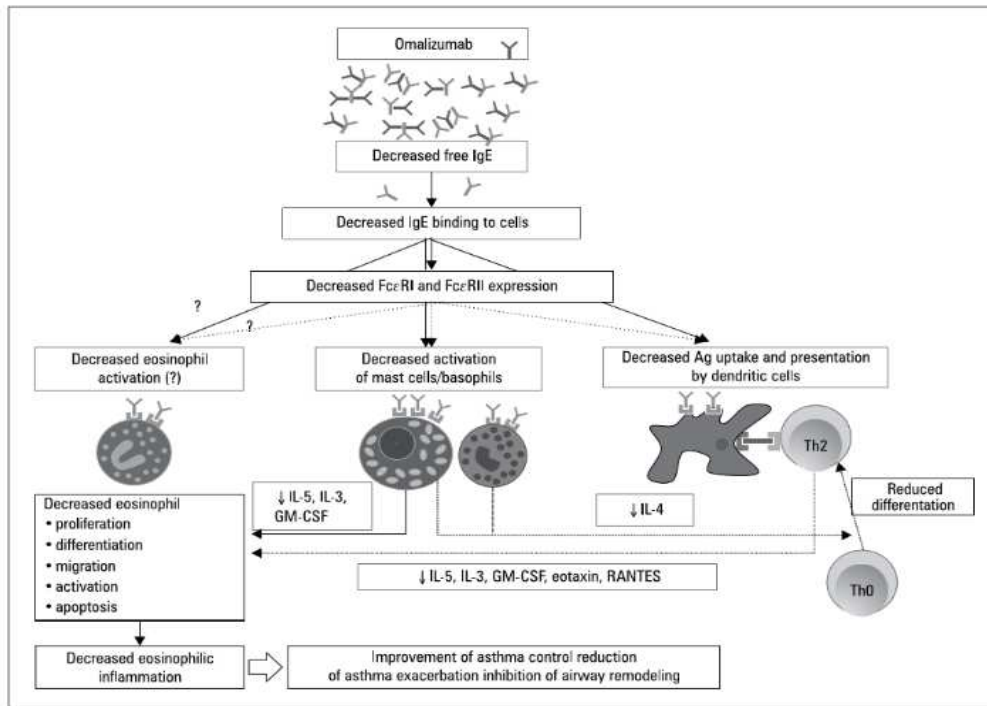 Omalizumab
Decreased free IgE
Decreased IgE binding to cells
Decreased FcεRI and FcεRII expression
?
?
Decreased eosinophil
activation (?)
Decreased activation
of mast cells/basophils
Decreased Ag uptake and presentation
by dendritic cells
Th2
Decreased eosinophil
• proliferation
• differentiation
• migration
• activation
• apoptosis
↓ IL-5, IL-3,
GM-CSF
↓ IL-4
Reduced
differentation
↓ IL-5, IL-3, GM-CSF, eotaxin, RANTES
Th0
Decreased eosinophilic
inflammation
Improvement of asthma control reduction
of asthma exacerbation inhibition of airway remodeling